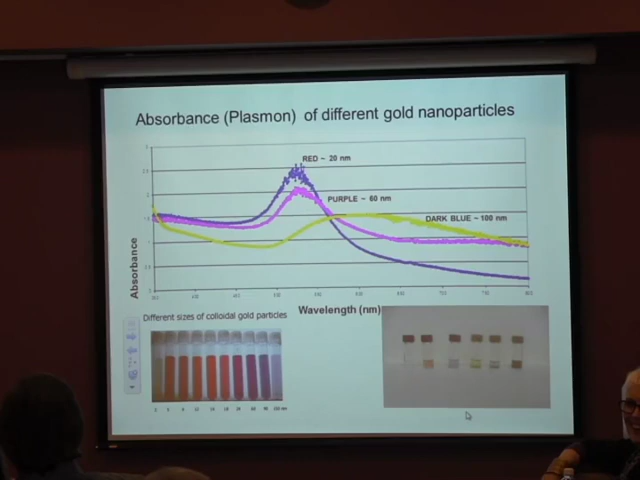 Absorbance (Plasmon) of different gold nanoparticles
RED ~ 20 nm
PURPLE ~ 60 nm
DARK BLUE ~ 100 nm
Absorbance
Wavelength (nm)
Different sizes of colloidal gold particles